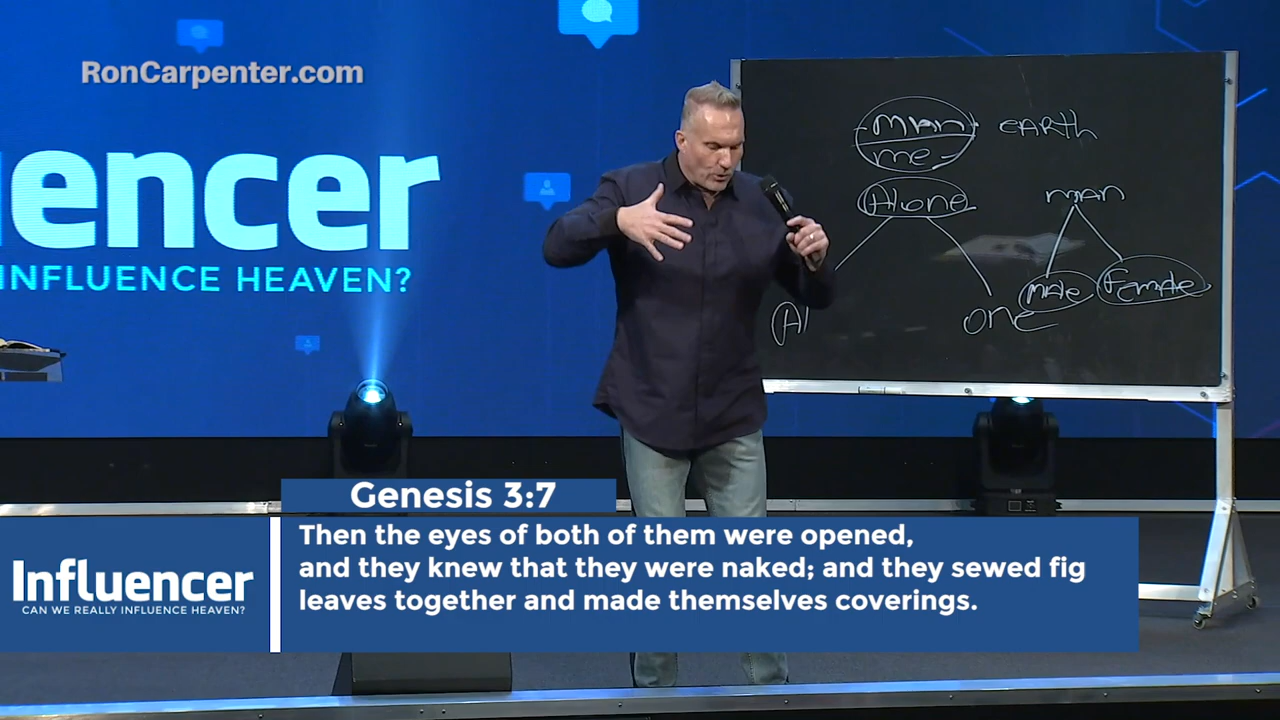 RonCarpenter.com
uencer
INFLUENCE HEAVEN?
man
me
EARTH
Alone
man
Al
one
male
Female
Genesis 3:7
Then the eyes of both of them were opened,
and they knew that they were naked; and they sewed fig
leaves together and made themselves coverings.
Influencer
CAN WE REALLY INFLUENCE HEAVEN?